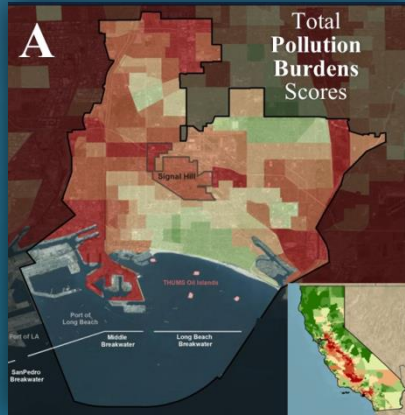 A
Total
Pollution
Burdens
Scores
Signal Hill
THUMS Oil Islands
Port of
Long Beach
Port of LA
Middle
Breakwater
Long Beach
Breakwater
SanPedro
Breakwater